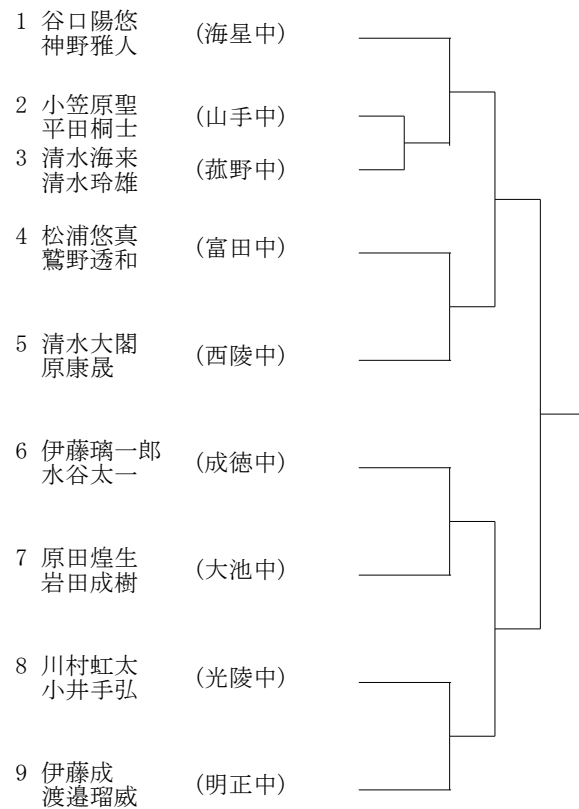 1 谷口陽悠
神野雅人 (海星中)
2 小笠原聖
平田桐士 (山手中)
3 清水海来
清水玲雄 (菰野中)
4 松浦悠真
鷲野透和 (富田中)
5 清水大閣
原康晟 (西陵中)
6 伊藤璃一郎
水谷太一 (成徳中)
7 原田煌生
岩田成樹 (大池中)
8 川村虹太
小井手弘 (光陵中)
9 伊藤成
渡邉瑠威 (明正中)